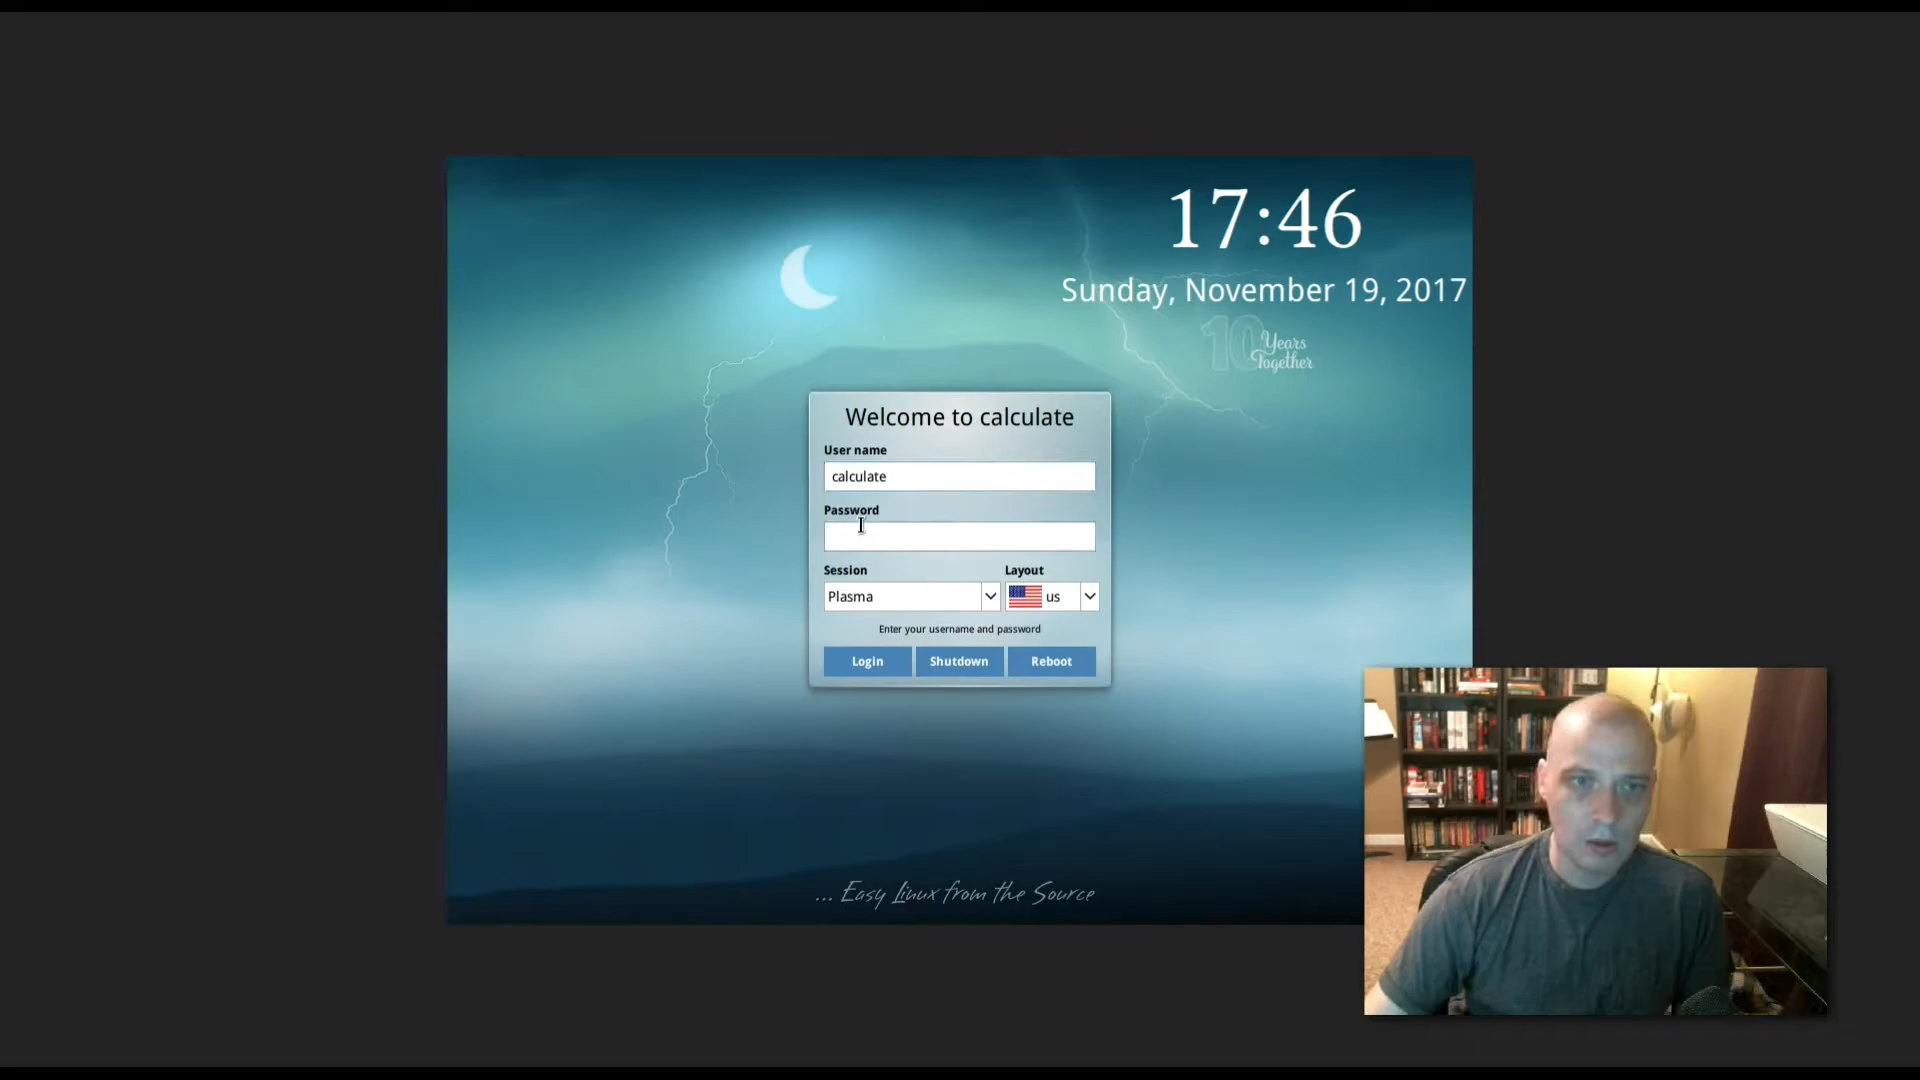 17:46
Sunday, November 19, 2017
10 Years Together
Welcome to calculate
User name
calculate
Password
Session Layout
Plasma us
Enter your username and password
Login Shutdown Reboot
... Easy Linux from the Source